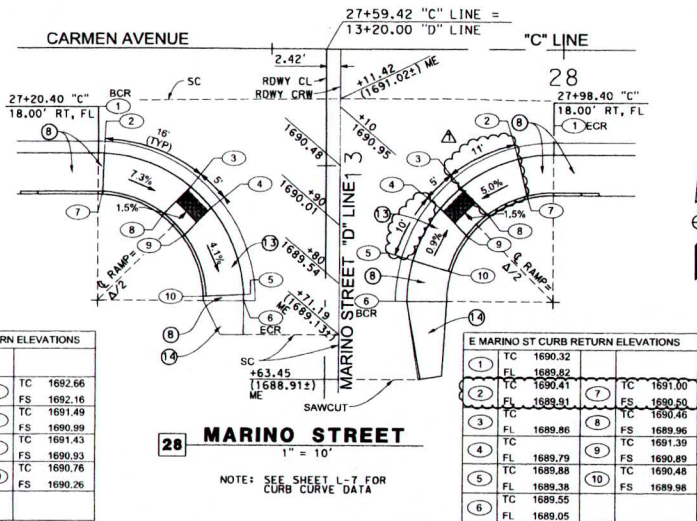 27+59.42 "C" LINE =
13+20.00 "D" LINE
CARMEN AVENUE
"C" LINE
28
2.42'
RDWY CL
RDWY CRW
+11.42
(1691.02±) ME
SC
27+20.40 "C"
18.00' RT, FL
BCR
1
2
8
27+98.40 "C"
18.00' RT, FL
1 ECR
2
8
16'
(TYP)
5'
3
4
7.3%
1.5%
7
8
9
4.1%
13
₵ RAMP=
Δ/2
10
5
6
ECR
8
14
SC
+10
1690.95
1690.48
+90
1690.01
+80
1689.54
+71.19
(1689.13±)
ME
+63.45
(1688.91±)
ME
MARINO STREET "D" LINE 13
SAWCUT
1
3
4
11'
5'
5.0%
1.5%
7
8
9
13
10'
0.9%
5
10
8
6
BCR
₵ RAMP=
Δ/2
14
28 MARINO STREET
1" = 10'
NOTE: SEE SHEET L-7 FOR
CURB CURVE DATA
RN ELEVATIONS
TC 1692.66
FS 1692.16
TC 1691.49
FS 1690.99
TC 1691.43
FS 1690.93
TC 1690.76
FS 1690.26
E MARINO ST CURB RETURN ELEVATIONS
1 TC 1690.32
FL 1689.82
2 TC 1690.41 7 TC 1691.00
FL 1689.91 FS 1690.50
3 TC 8 TC 1690.46
FL 1689.86 FS 1689.96
4 TC 9 TC 1691.39
FL 1689.79 FS 1690.89
5 TC 1689.88 10 TC 1690.48
FL 1689.38 FS 1689.98
6 TC 1689.55
FL 1689.05